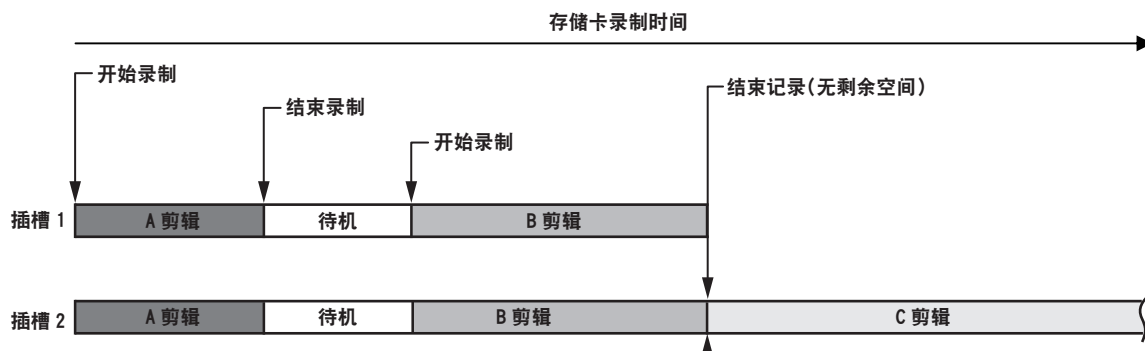 存储卡录制时间
开始录制
结束记录(无剩余空间)
结束录制
开始录制
插槽 1 A 剪辑 待机 B 剪辑
插槽 2 A 剪辑 待机 B 剪辑 C 剪辑